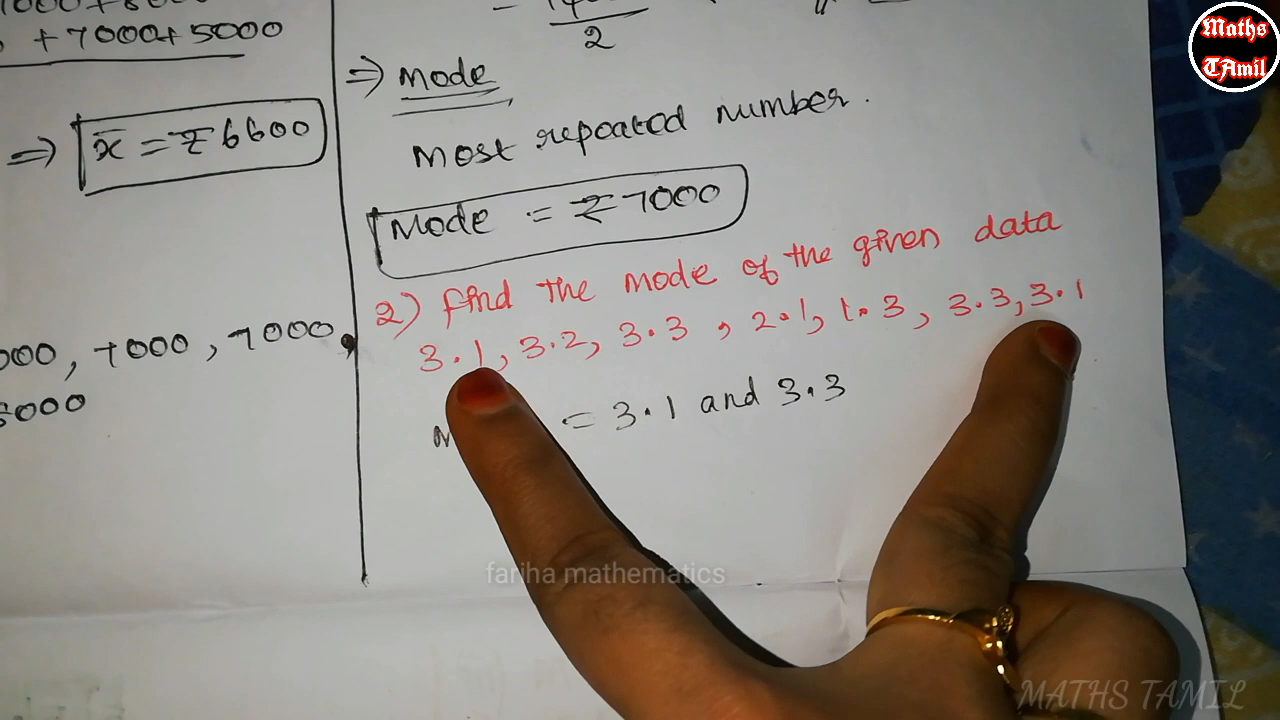 +7000+5000
⇒ x̄ = ₹6600
000, 7000, 7000,
5000
2
⇒ Mode
Most repeated number.
Mode = ₹7000
2) Find the mode of the given data
3.1, 3.2, 3.3, 2.1, 1.3, 3.3, 3.1
= 3.1 and 3.3
fariha mathematics
Maths
TAmil
MATHS TAMIL